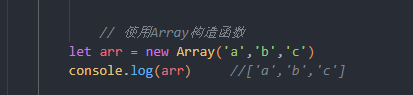 // 使用Array构造函数
let arr = new Array('a','b','c')
console.log(arr)     //['a','b','c']